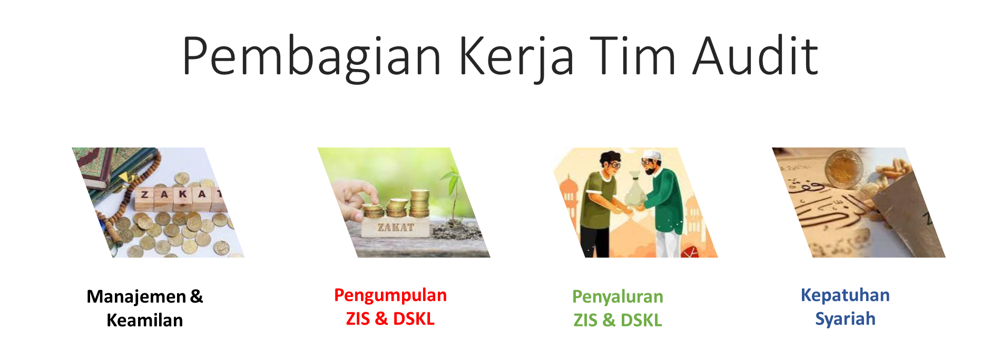 Pembagian Kerja Tim Audit
ZAKAT
ZAKAT
Manajemen &
Keamilan
Pengumpulan
ZIS & DSKL
Penyaluran
ZIS & DSKL
Kepatuhan
Syariah